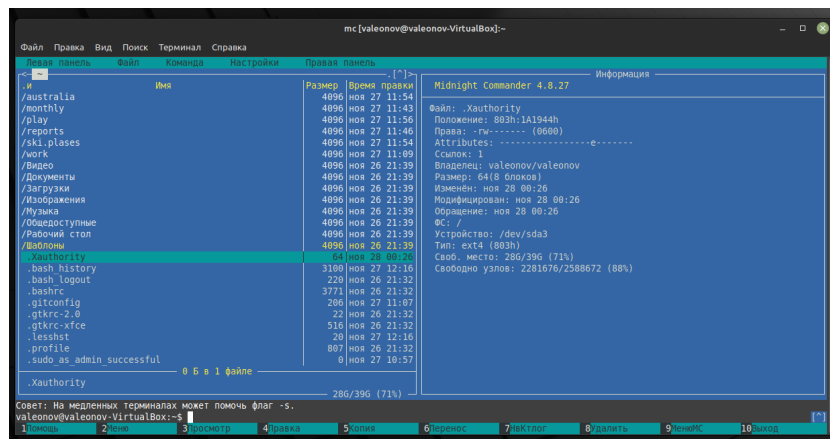 mc [valeonov@valeonov-VirtualBox]:~
Файл Правка Вид Поиск Терминал Справка
Левая панель Файл Команда Настройки Правая панель
<- ~ .[^]>
.и Имя Размер Время правки
/australia 4096 ноя 27 11:54
/monthly 4096 ноя 27 11:43
/play 4096 ноя 27 11:56
/reports 4096 ноя 27 11:46
/ski.plases 4096 ноя 27 11:54
/work 4096 ноя 27 11:09
/Видео 4096 ноя 26 21:39
/Документы 4096 ноя 26 21:39
/Загрузки 4096 ноя 26 21:39
/Изображения 4096 ноя 26 21:39
/Музыка 4096 ноя 26 21:39
/Общедоступные 4096 ноя 26 21:39
/Рабочий стол 4096 ноя 26 21:39
/Шаблоны 4096 ноя 26 21:39
.Xauthority 64 ноя 28 00:26
.bash_history 3100 ноя 27 12:16
.bash_logout 220 ноя 26 21:32
.bashrc 3771 ноя 26 21:32
.gitconfig 206 ноя 27 11:07
.gtkrc-2.0 22 ноя 26 21:32
.gtkrc-xfce 516 ноя 26 21:32
.lesshst 20 ноя 27 12:16
.profile 807 ноя 26 21:32
.sudo_as_admin_successful 0 ноя 27 10:57
0 Б в 1 файле
.Xauthority
28G/39G (71%)
Информация
Midnight Commander 4.8.27
Файл: .Xauthority
Положение: 803h:1A1944h
Права: -rw------- (0600)
Attributes: -----------------e-------
Ссылок: 1
Владелец: valeonov/valeonov
Размер: 64(8 блоков)
Изменён: ноя 28 00:26
Модифицирован: ноя 28 00:26
Обращение: ноя 28 00:26
ФС: /
Устройство: /dev/sda3
Тип: ext4 (803h)
Своб. место: 28G/39G (71%)
Свободно узлов: 2281676/2588672 (88%)
Совет: На медленных терминалах может помочь флаг -s.
valeonov@valeonov-VirtualBox:~$ [^]
1Помощь 2Меню 3Просмотр 4Правка 5Копия 6Перенос 7НвКтлог 8Удалить 9МенюМС 10Выход